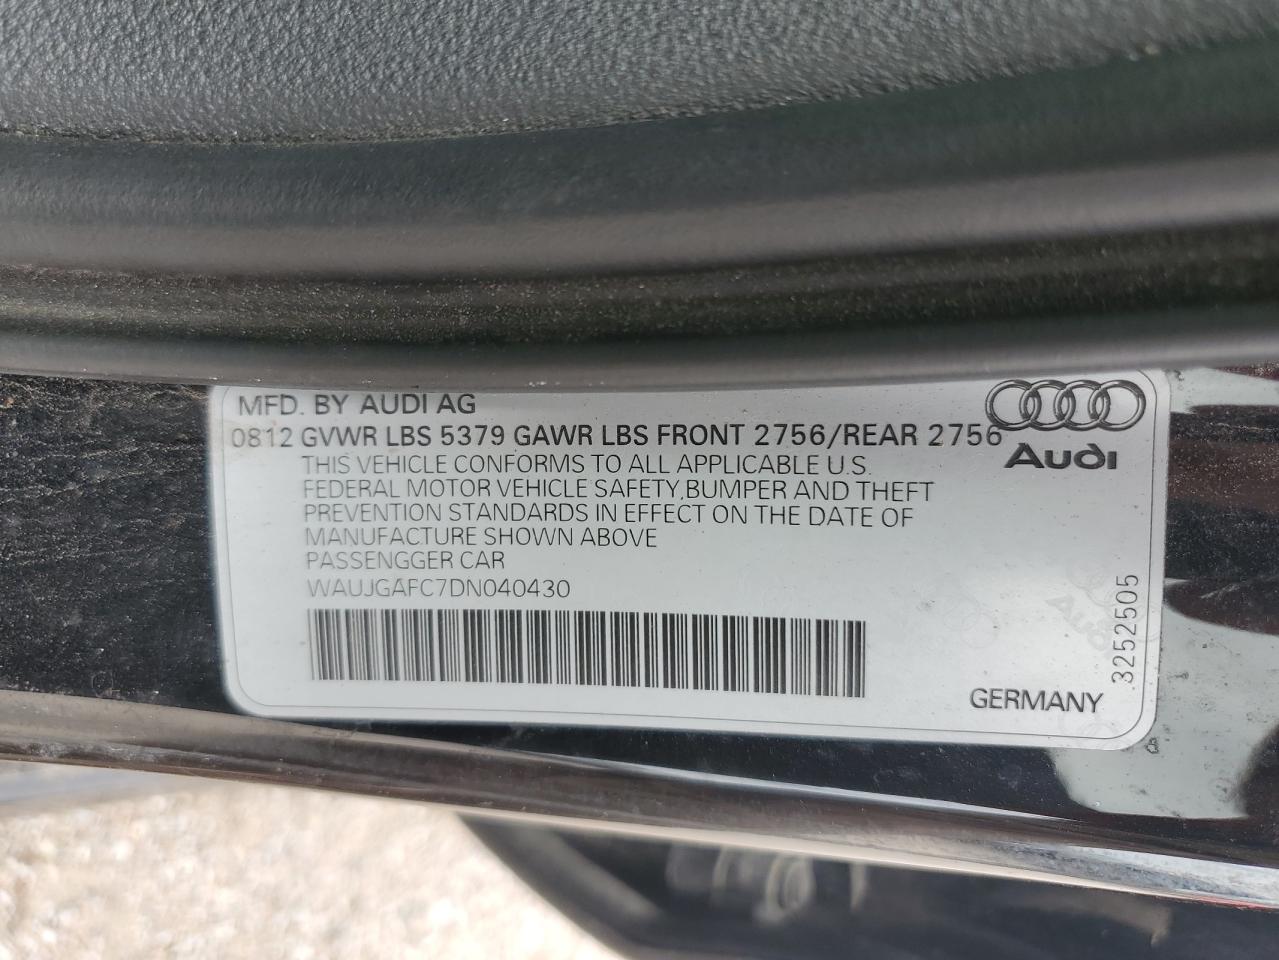 MFD. BY AUDI AG
0812 GVWR LBS 5379 GAWR LBS FRONT 2756/REAR 2756
Audi
THIS VEHICLE CONFORMS TO ALL APPLICABLE U.S.
FEDERAL MOTOR VEHICLE SAFETY,BUMPER AND THEFT
PREVENTION STANDARDS IN EFFECT ON THE DATE OF
MANUFACTURE SHOWN ABOVE
PASSENGGER CAR
WAUJGAFC7DN040430
3252505
Audi
GERMANY